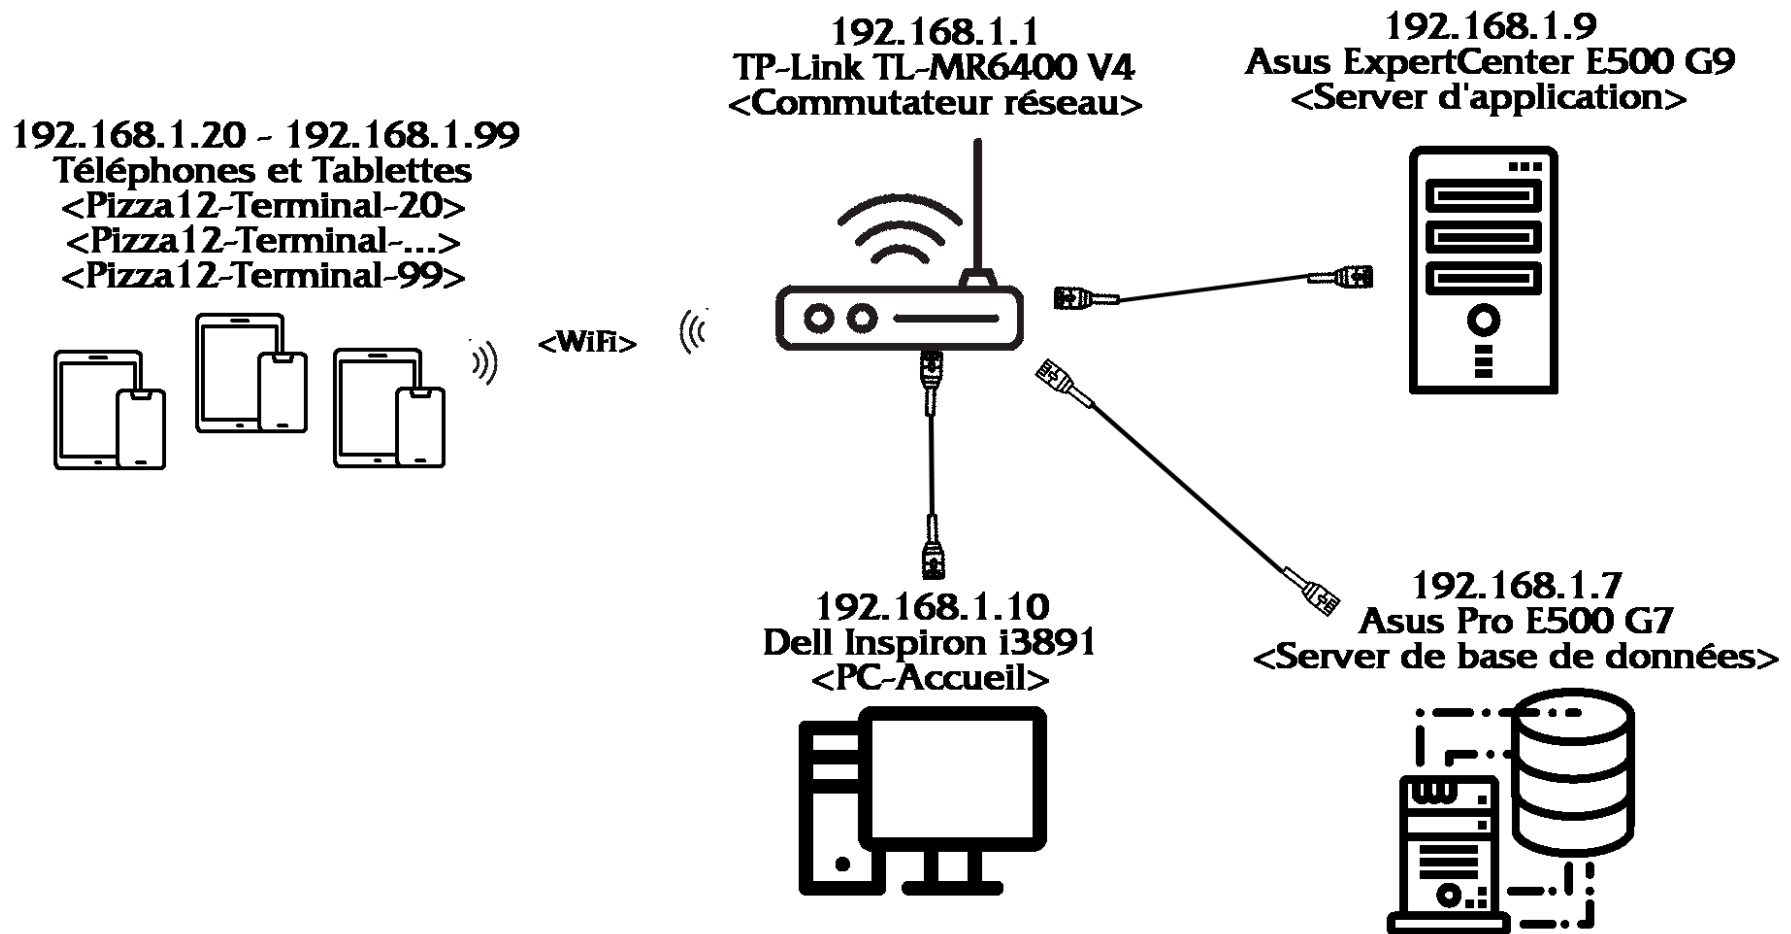 192.168.1.1
TP-Link TL-MR6400 V4
<Commutateur réseau>
192.168.1.9
Asus ExpertCenter E500 G9
<Server d'application>
192.168.1.20 - 192.168.1.99
Téléphones et Tablettes
<Pizza12-Terminal-20>
<Pizza12-Terminal-...>
<Pizza12-Terminal-99>
<WiFi>
192.168.1.10
Dell Inspiron i3891
<PC-Accueil>
192.168.1.7
Asus Pro E500 G7
<Server de base de données>